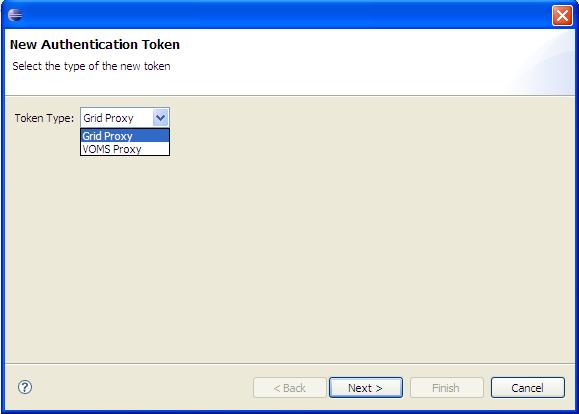 New Authentication Token
Select the type of the new token
Token Type: Grid Proxy
Grid Proxy
VOMS Proxy
? < Back Next > Finish Cancel